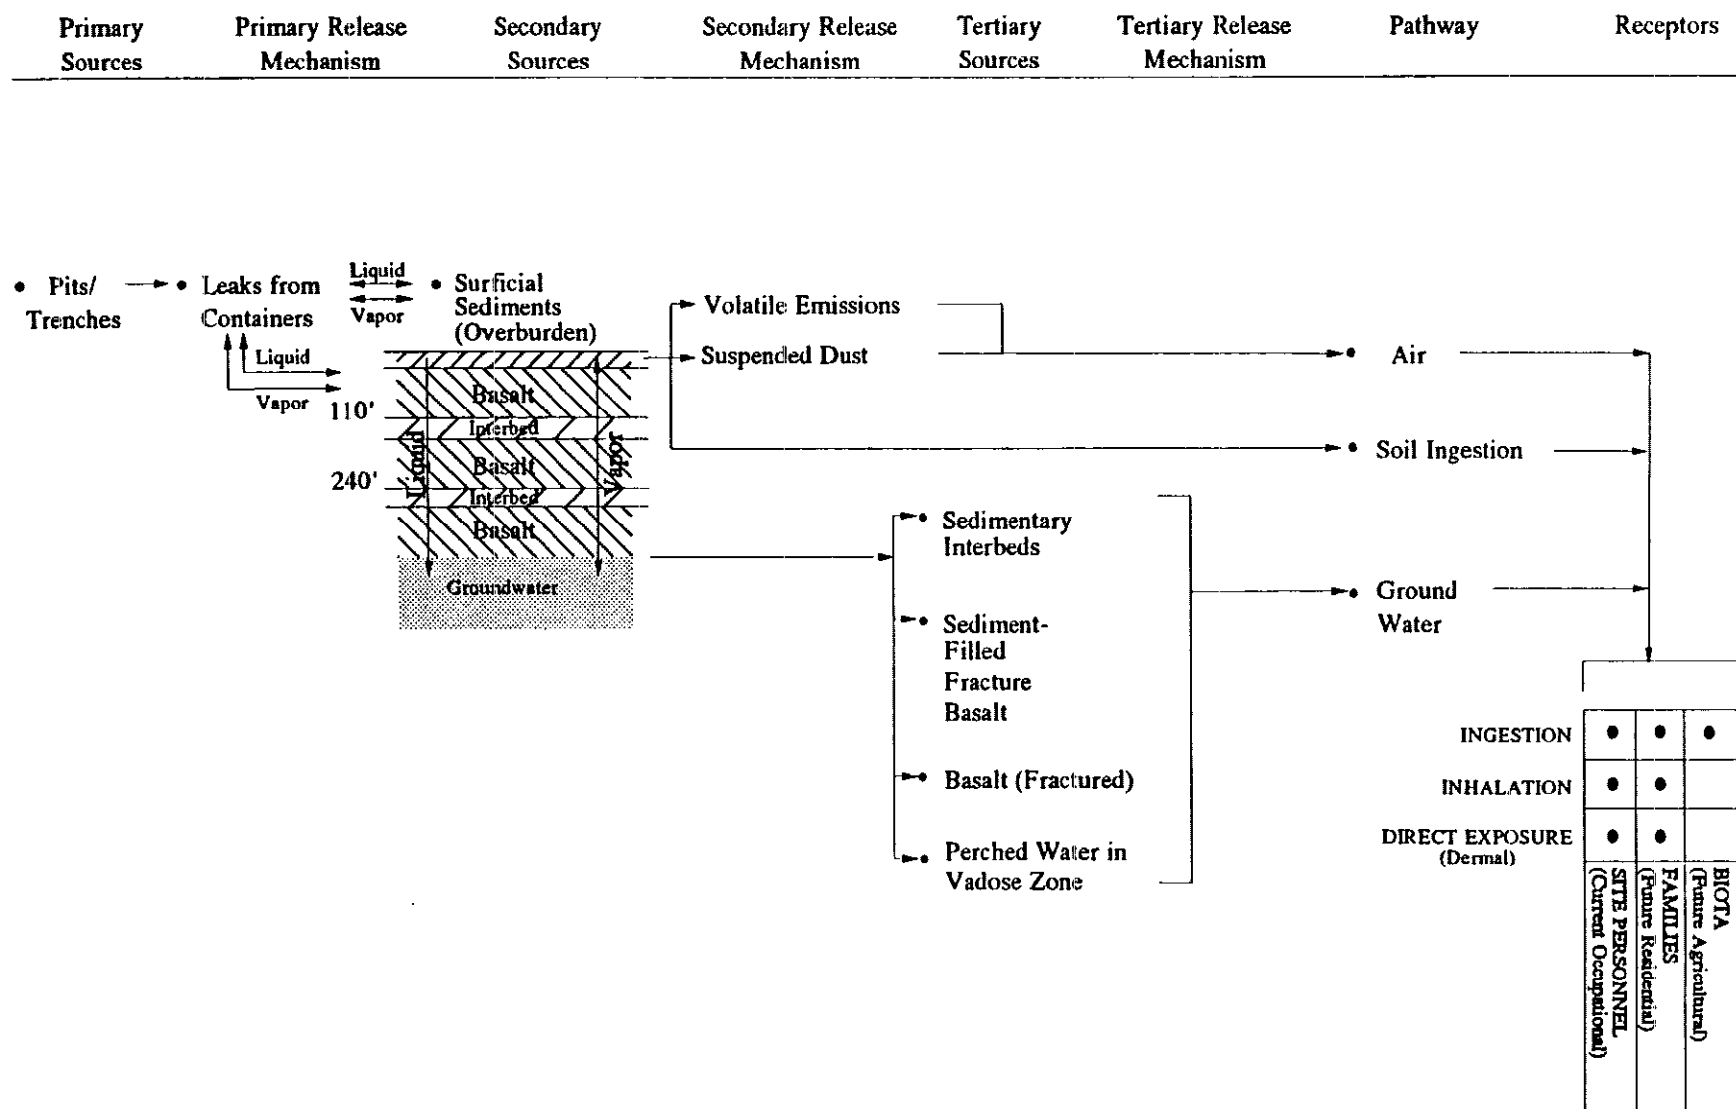 Primary Sources
Primary Release Mechanism
Secondary Sources
Secondary Release Mechanism
Tertiary Sources
Tertiary Release Mechanism
Pathway
Receptors
• Pits/
Trenches
• Leaks from
Containers
Liquid
Vapor
Liquid
Vapor
• Surficial
Sediments
(Overburden)
110'
240'
Basalt
Interbed
Basalt
Interbed
Basalt
Groundwater
Liquid
Vapor
Volatile Emissions
Suspended Dust
• Sedimentary
Interbeds
• Sediment-
Filled
Fracture
Basalt
• Basalt (Fractured)
• Perched Water in
Vadose Zone
• Air
• Soil Ingestion
• Ground
Water
INGESTION • • •
INHALATION • •
DIRECT EXPOSURE • •
(Dermal)
SITE PERSONNEL
(Current Occupational)
FAMILIES
(Future Residential)
BIOTA
(Future Agricultural)